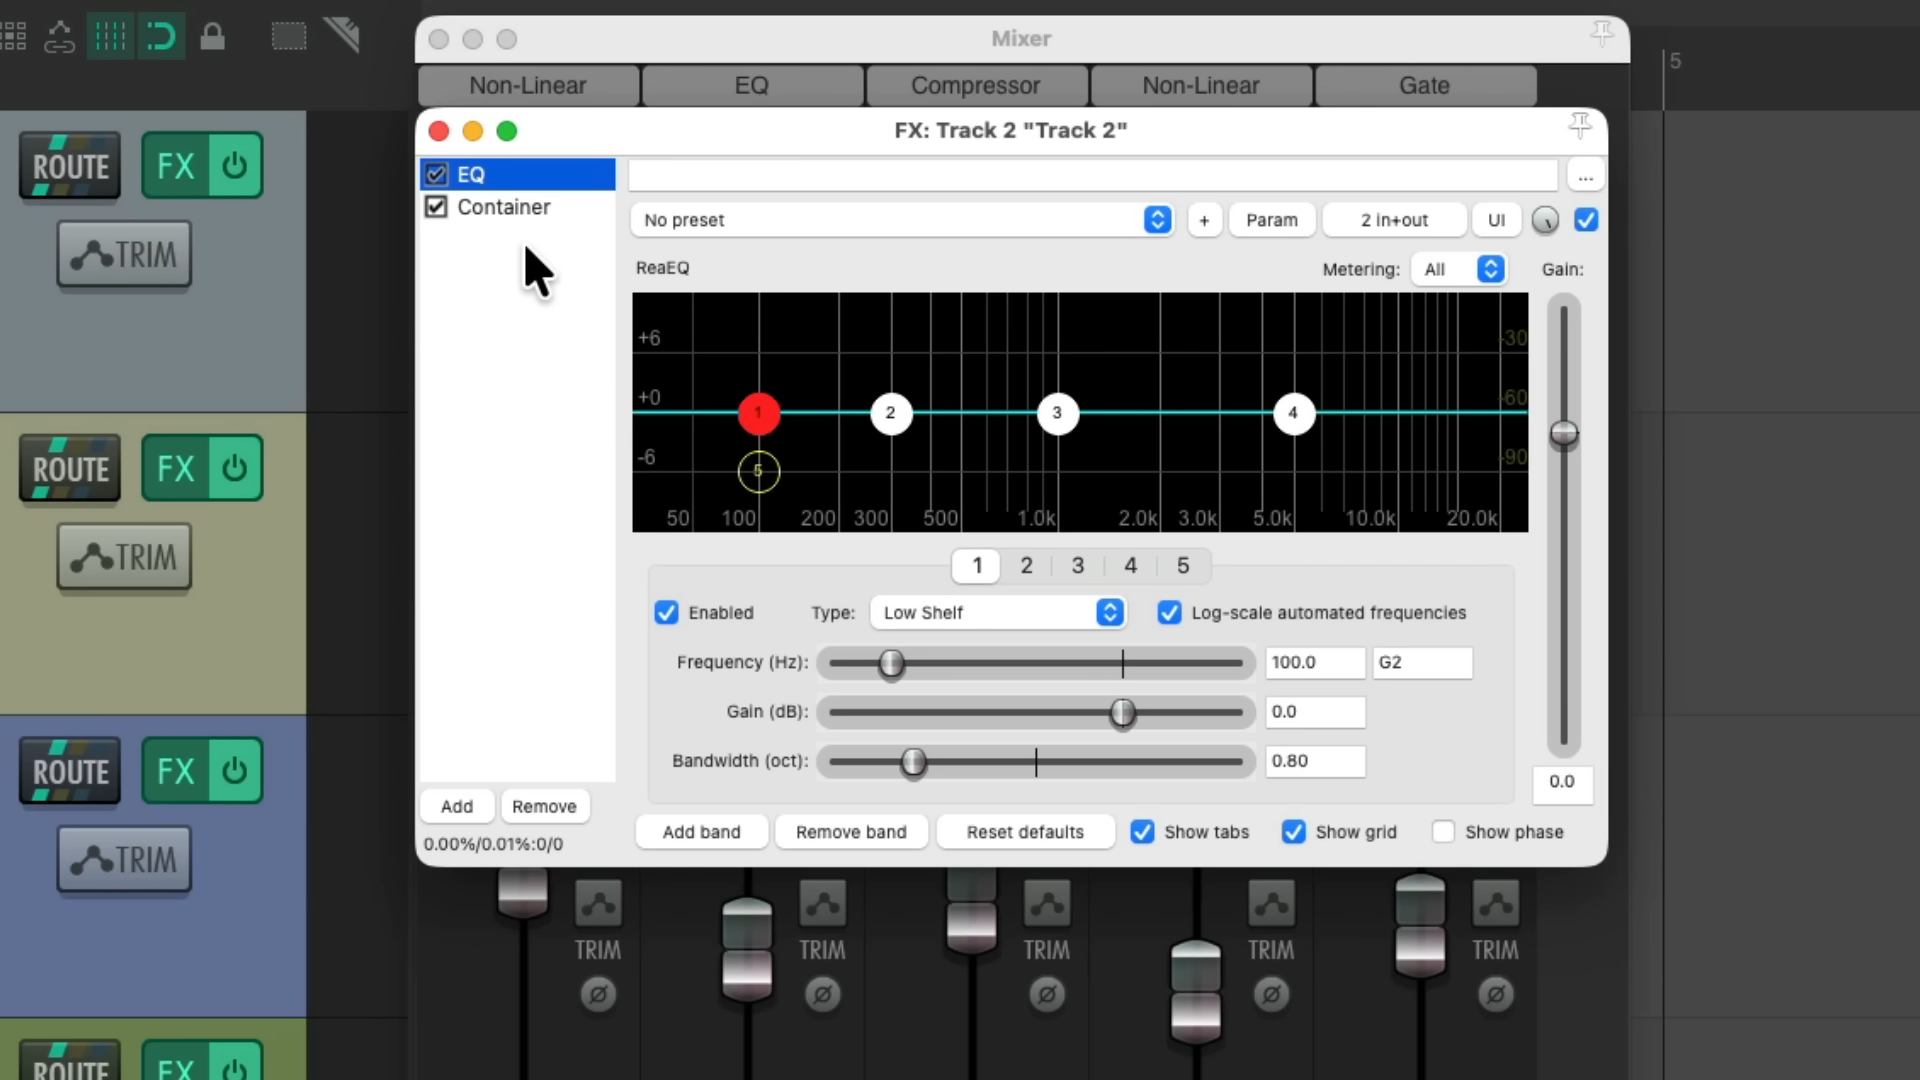 Mixer
5
Non-Linear EQ Compressor Non-Linear Gate
FX: Track 2 "Track 2"
ROUTE FX
TRIM
ROUTE FX
TRIM
ROUTE FX
TRIM
ROUTE FX
EQ
Container
...
No preset + Param 2 in+out UI
ReaEQ Metering: All Gain:
+6 -30
+0 -60
-6 -90
1 2 3 4
5
50 100 200 300 500 1.0k 2.0k 3.0k 5.0k 10.0k 20.0k
1 2 3 4 5
Enabled Type: Low Shelf Log-scale automated frequencies
Frequency (Hz): 100.0 G2
Gain (dB): 0.0
Bandwidth (oct): 0.80
0.0
Add Remove
Add band Remove band Reset defaults Show tabs Show grid Show phase
0.00%/0.01%:0/0
TRIM TRIM TRIM TRIM TRIM